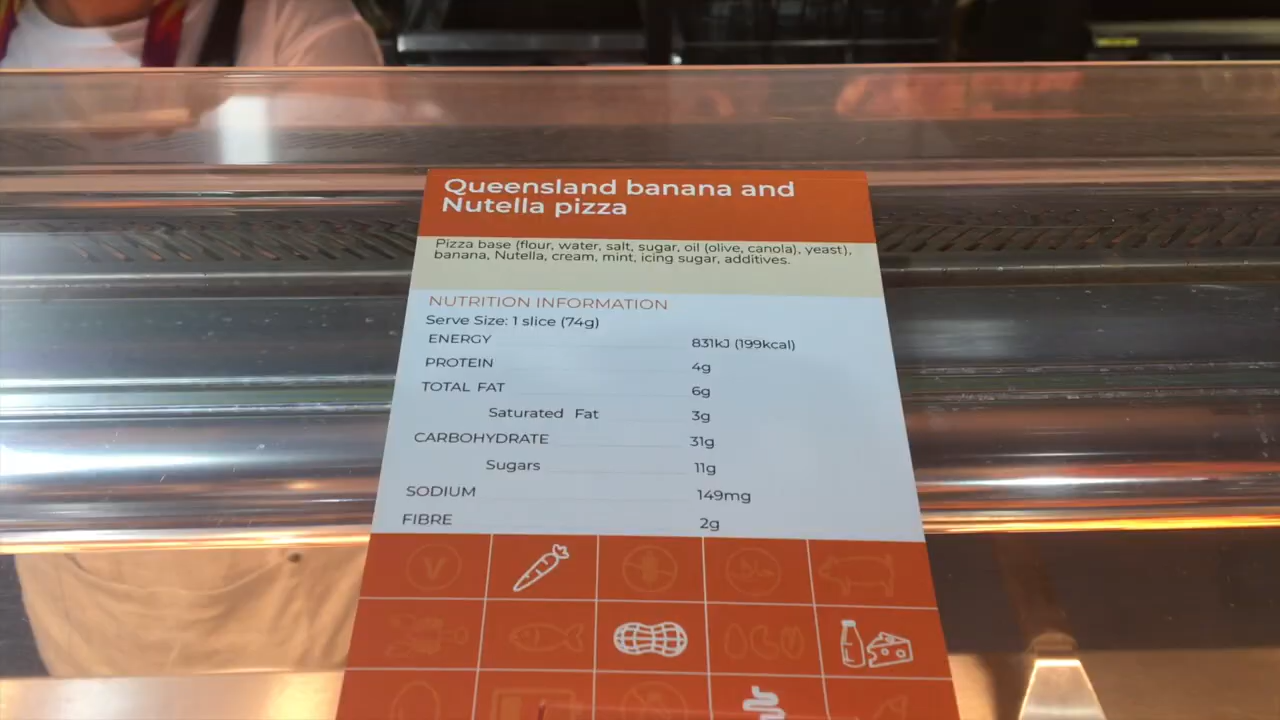 Queensland banana and
Nutella pizza
Pizza base (flour, water, salt, sugar, oil (olive, canola), yeast),
banana, Nutella, cream, mint, icing sugar, additives.
NUTRITION INFORMATION
Serve Size: 1 slice (74g)
ENERGY 831kJ (199kcal)
PROTEIN 4g
TOTAL FAT 6g
Saturated Fat 3g
CARBOHYDRATE 31g
Sugars 11g
SODIUM 149mg
FIBRE 2g
V